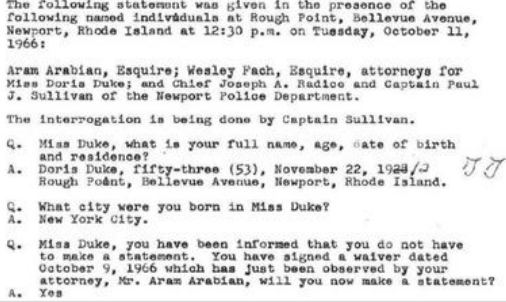 The following statement was given in the presence of the
following named individuals at Rough Point, Bellevue Avenue,
Newport, Rhode Island at 12:30 p.m. on Tuesday, October 11,
1966:
Aram Arabian, Esquire; Wesley Fach, Esquire, attorneys for
Miss Doris Duke; and Chief Joseph A. Radice and Captain Paul
J. Sullivan of the Newport Police Department.
The interrogation is being done by Captain Sullivan.
Q. Miss Duke, what is your full name, age, date of birth
and residence?
A. Doris Duke, fifty-three (53), November 22, 1912
Rough Point, Bellevue Avenue, Newport, Rhode Island.
Q. What city were you born in Miss Duke?
A. New York City.
Q. Miss Duke, you have been informed that you do not have
to make a statement. You have signed a waiver dated
October 9, 1966 which has just been observed by your
attorney, Mr. Aram Arabian, will you now make a statement?
A. Yes